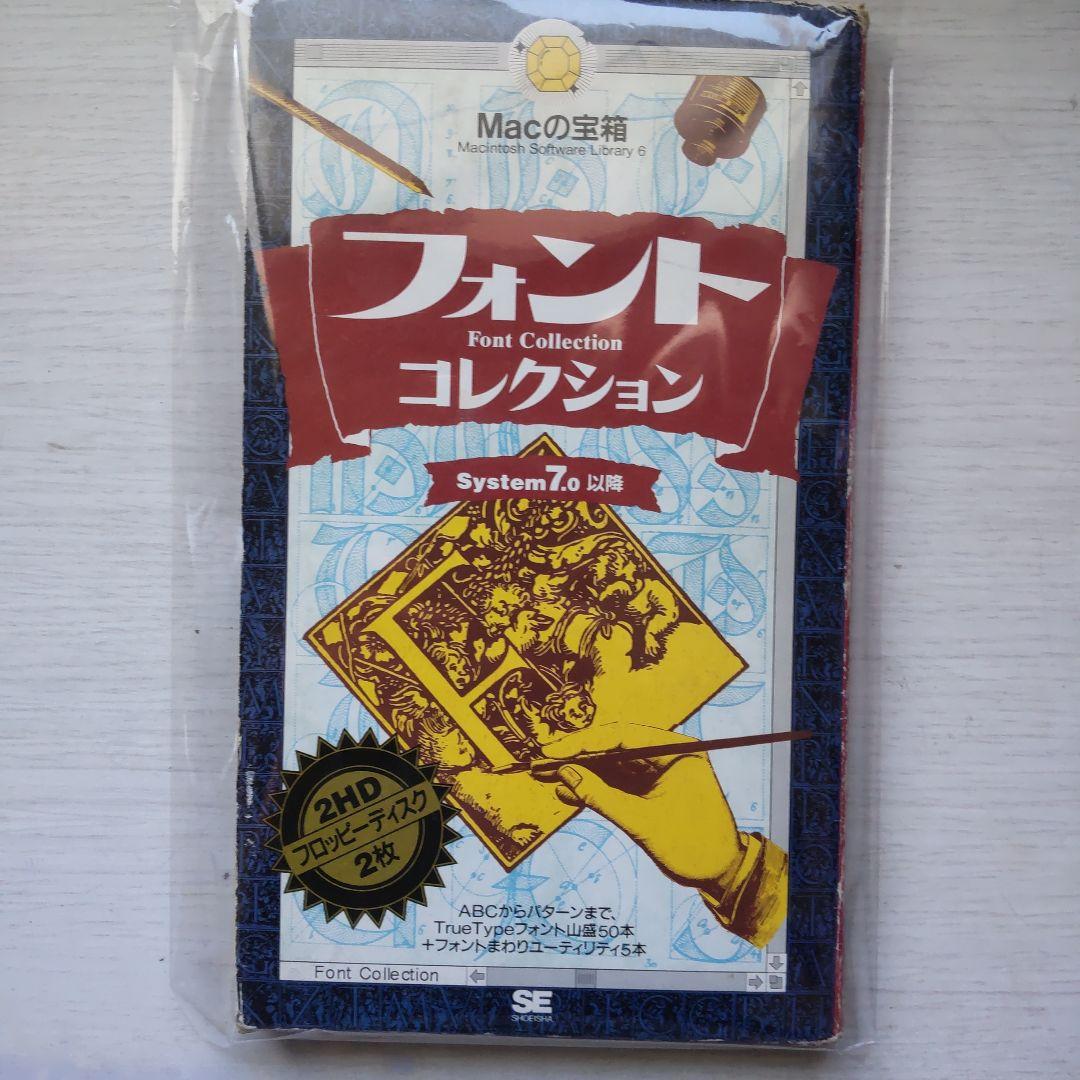 Macの宝箱
Macintosh Software Library 6
フォント
Font Collection
コレクション
System7.0 以降
2HD
フロッピーディスク
2枚
ABCからパターンまで、
TrueTypeフォント山盛50本
+フォントまわりユーティリティ5本
Font Collection
SE
SHOEISHA